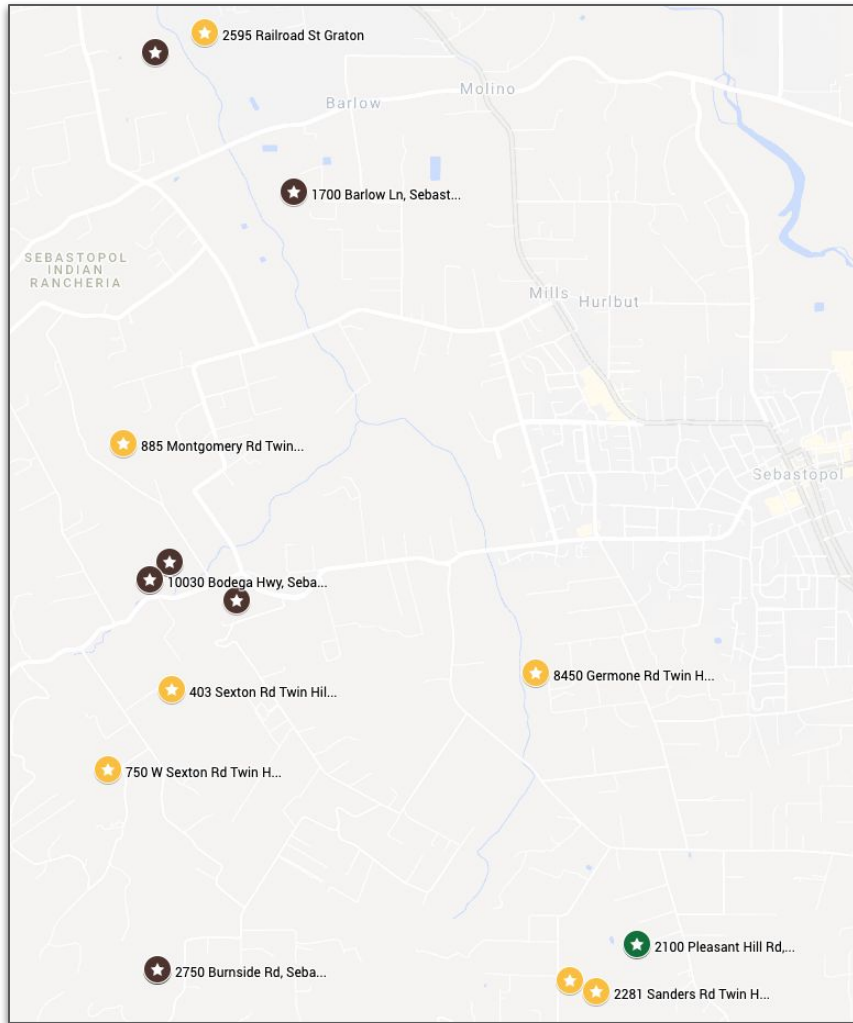 2595 Railroad St Graton
Molino
Barlow
1700 Barlow Ln, Sebast...
SEBASTOPOL
INDIAN
RANCHERIA
Mills
Hurlbut
885 Montgomery Rd Twin...
Sebastopol
10030 Bodega Hwy, Seba...
8450 Germone Rd Twin H...
403 Sexton Rd Twin Hil...
750 W Sexton Rd Twin H...
2100 Pleasant Hill Rd,...
2750 Burnside Rd, Seba...
2281 Sanders Rd Twin H...